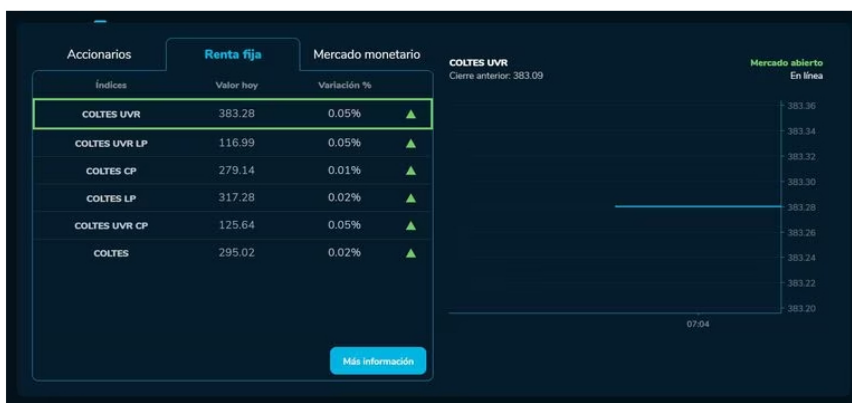 Accionarios Renta fija Mercado monetario
Índices Valor hoy Variación %
COLTES UVR 383.28 0.05%
COLTES UVR LP 116.99 0.05%
COLTES CP 279.14 0.01%
COLTES LP 317.28 0.02%
COLTES UVR CP 125.64 0.05%
COLTES 295.02 0.02%
Más información
COLTES UVR
Cierre anterior: 383.09
Mercado abierto
En línea
383.36
383.34
383.32
383.30
383.28
383.26
383.24
383.22
383.20
07:04